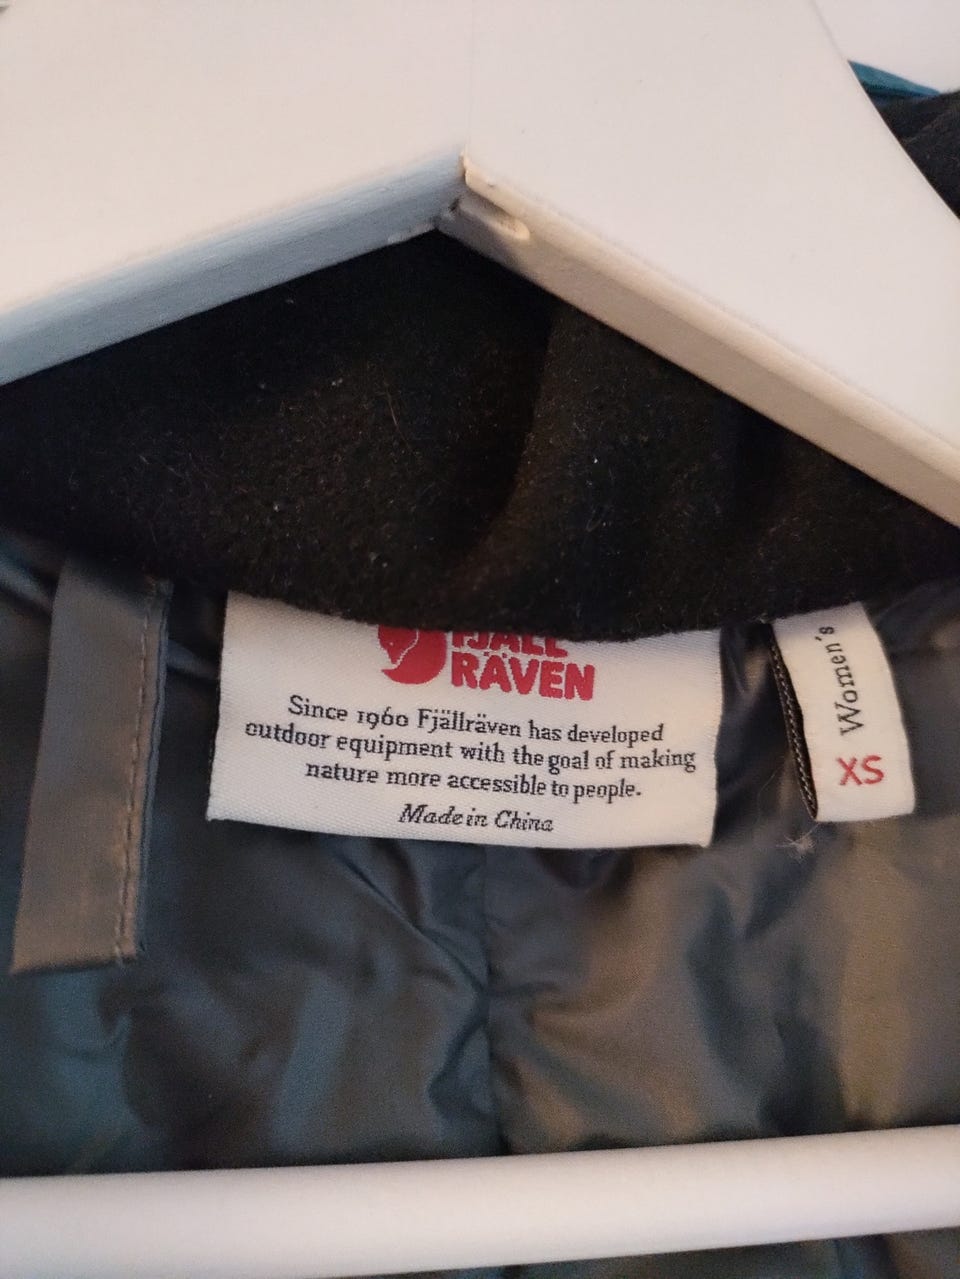 FJÄLL
RÄVEN
Since 1960 Fjällräven has developed
outdoor equipment with the goal of making
nature more accessible to people.
Made in China
Women's
XS